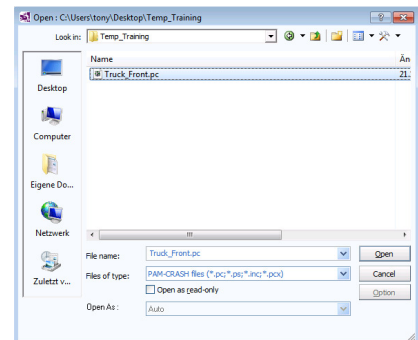 Open : C:\Users\tony\Desktop\Temp_Training
Look in: Temp_Training
Name Än
Truck_Front.pc 21.
Desktop
Computer
Eigene Do...
Netzwerk
Zuletzt v...
File name: Truck_Front.pc Open
Files of type: PAM-CRASH files (*.pc;*.ps;*.inc;*.pcx) Cancel
Open as read-only Option
Open As : Auto